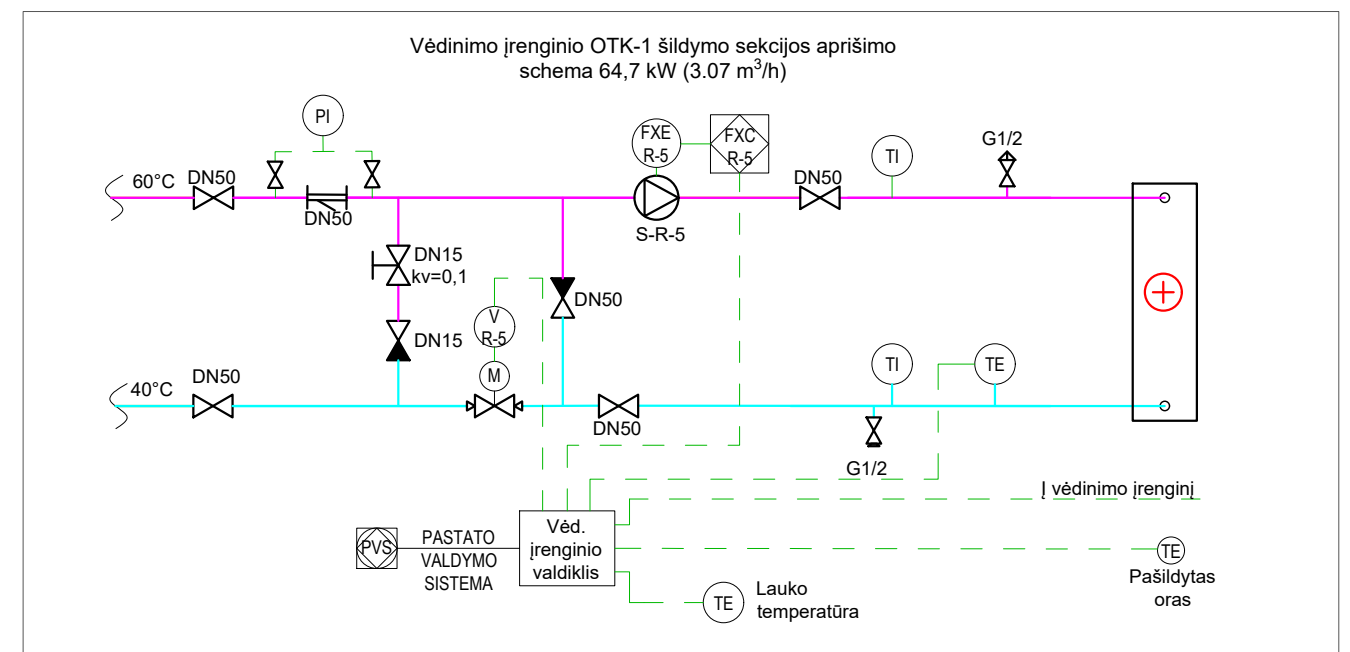 Vėdinimo įrenginio OTK-1 šildymo sekcijos aprišimo
schema 64,7 kW (3.07 m³/h)
PI
FXE
R-5
FXC
R-5
TI
G1/2
60°C
DN50
DN50
DN50
S-R-5
DN15
kv=0,1
DN50
V
R-5
DN15
M
TI
TE
40°C
DN50
DN50
G1/2
Į vėdinimo įrenginį
PVS
PASTATO
VALDYMO
SISTEMA
Vėd.
įrenginio
valdiklis
TE
Pašildytas
oras
TE
Lauko
temperatūra